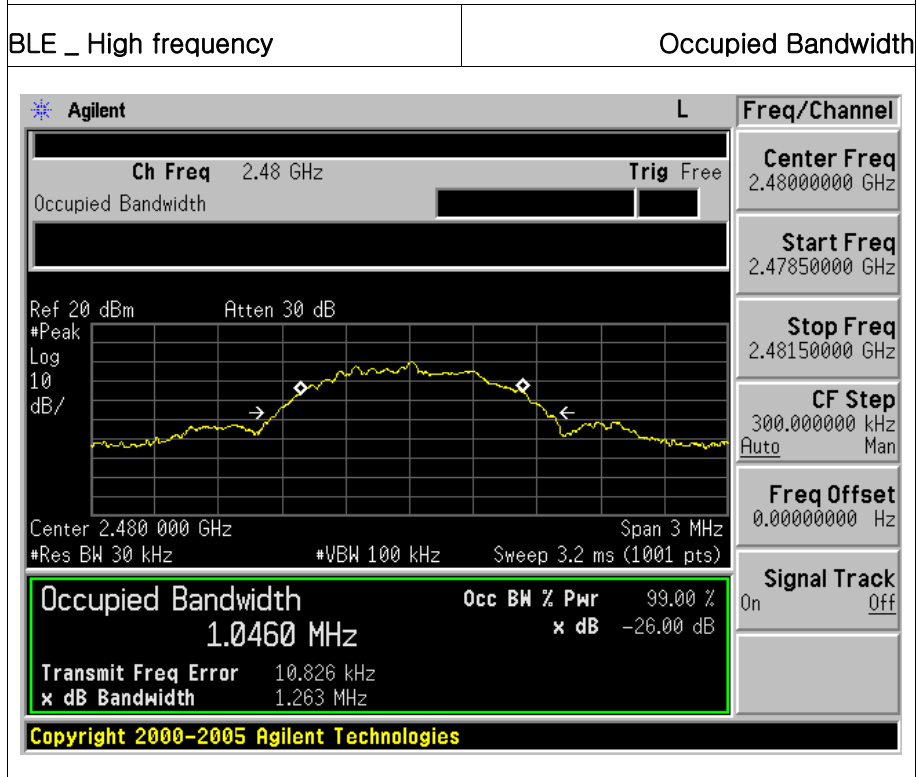 BLE _ High frequency Occupied Bandwidth
Agilent L Freq/Channel
Ch Freq 2.48 GHz Trig Free
Occupied Bandwidth
Center Freq
2.48000000 GHz
Start Freq
2.47850000 GHz
Stop Freq
2.48150000 GHz
CF Step
300.000000 kHz
Auto Man
Freq Offset
0.00000000 Hz
Signal Track
On Off
Ref 20 dBm Atten 30 dB
#Peak
Log
10
dB/
Center 2.480 000 GHz Span 3 MHz
#Res BW 30 kHz #VBW 100 kHz Sweep 3.2 ms (1001 pts)
Occupied Bandwidth Occ BW % Pwr 99.00 %
1.0460 MHz x dB -26.00 dB
Transmit Freq Error 10.826 kHz
x dB Bandwidth 1.263 MHz
Copyright 2000-2005 Agilent Technologies